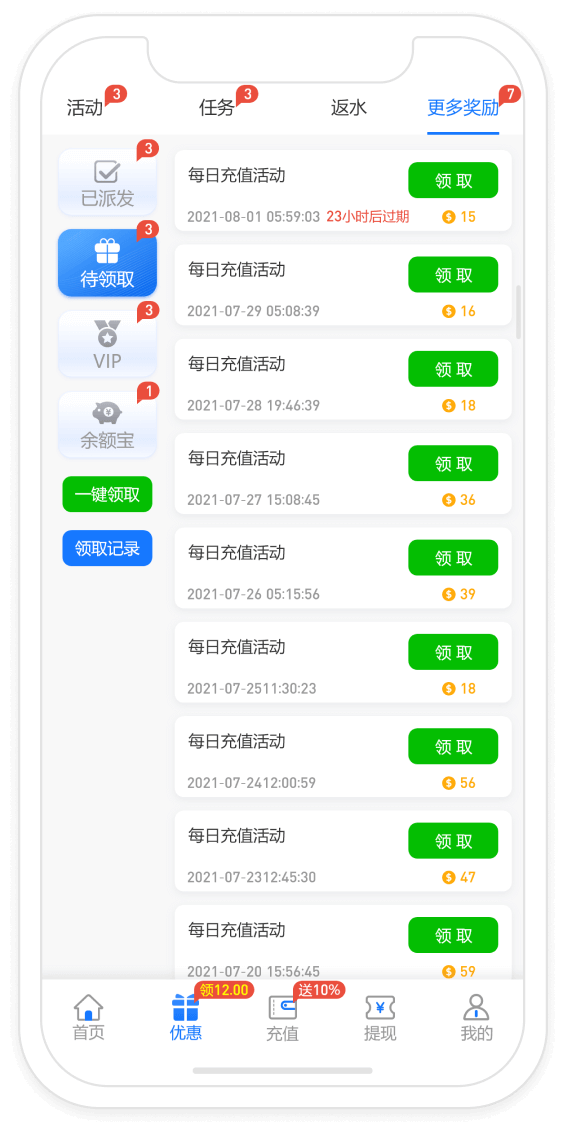 活动 3 任务 3 返水 更多奖励 7
3
已派发
3
待领取
3
VIP
1
余额宝
一键领取
领取记录
每日充值活动 领取
2021-08-01 05:59:03 23小时后过期 $ 15
每日充值活动 领取
2021-07-29 05:08:39 $ 16
每日充值活动 领取
2021-07-28 19:46:39 $ 18
每日充值活动 领取
2021-07-27 15:08:45 $ 36
每日充值活动 领取
2021-07-26 05:15:56 $ 39
每日充值活动 领取
2021-07-2511:30:23 $ 18
每日充值活动 领取
2021-07-2412:00:59 $ 56
每日充值活动 领取
2021-07-2312:45:30 $ 47
每日充值活动 领取
2021-07-20 15:56:45 $ 59
领12.00 送10%
¥
首页 优惠 充值 提现 我的